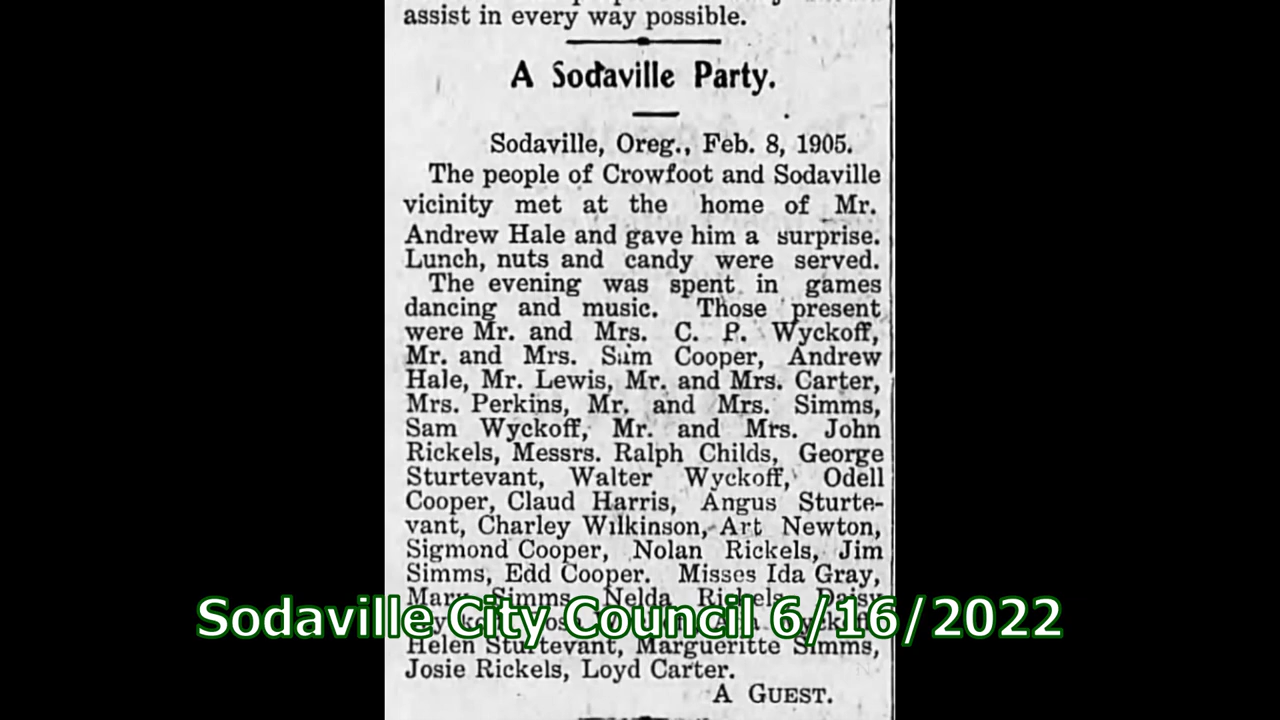 assist in every way possible.
A Sodaville Party.
Sodaville, Oreg., Feb. 8, 1905.
The people of Crowfoot and Sodaville
vicinity met at the home of Mr.
Andrew Hale and gave him a surprise.
Lunch, nuts and candy were served.
The evening was spent in games
dancing and music. Those present
were Mr. and Mrs. C. P. Wyckoff,
Mr. and Mrs. Sam Cooper, Andrew
Hale, Mr. Lewis, Mr. and Mrs. Carter,
Mrs. Perkins, Mr. and Mrs. Simms,
Sam Wyckoff, Mr. and Mrs. John
Rickels, Messrs. Ralph Childs, George
Sturtevant, Walter Wyckoff, Odell
Cooper, Claud Harris, Angus Sturte-
vant, Charley Wilkinson, Art Newton,
Sigmond Cooper, Nolan Rickels, Jim
Simms, Edd Cooper. Misses Ida Gray,
Mary Simms, Nelda Rickels, Daisy
Sodaville City Council 6/16/2022
Helen Sturtevant, Margueritte Simms,
Josie Rickels, Loyd Carter.
A GUEST.